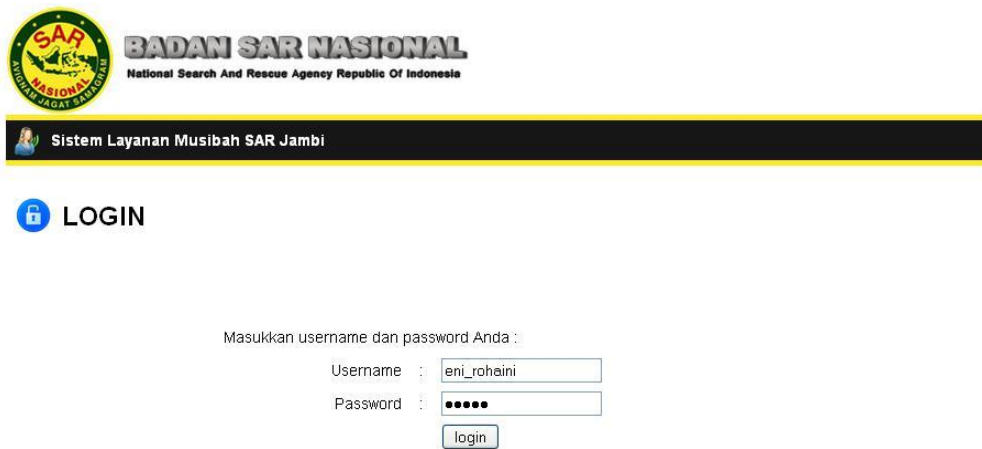 SAR
NASIONAL
AVIGNAM JAGAT SAMAGRAM
BADAN SAR NASIONAL
National Search And Rescue Agency Republic Of Indonesia
Sistem Layanan Musibah SAR Jambi
LOGIN
Masukkan username dan password Anda :
Username : eni_rohaini
Password : •••••
login